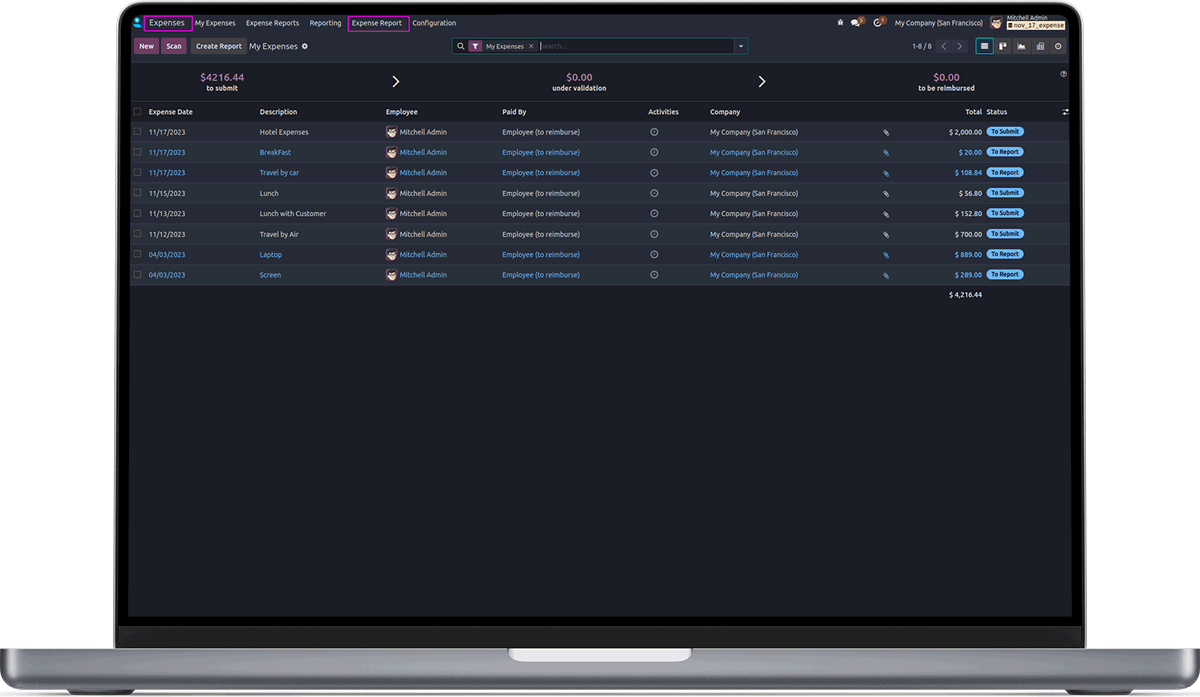 Expenses My Expenses Expense Reports Reporting Expense Report Configuration 5 1 My Company (San Francisco) Mitchell Admin
nov_17_expense
New Scan Create Report My Expenses My Expenses × Search... 1-8 / 8
$4216.44 $0.00 $0.00
to submit under validation to be reimbursed
Expense Date Description Employee Paid By Activities Company Total Status
11/17/2023 Hotel Expenses Mitchell Admin Employee (to reimburse) My Company (San Francisco) $ 2,000.00 To Submit
11/17/2023 BreakFast Mitchell Admin Employee (to reimburse) My Company (San Francisco) $ 20.00 To Report
11/17/2023 Travel by car Mitchell Admin Employee (to reimburse) My Company (San Francisco) $ 108.84 To Report
11/15/2023 Lunch Mitchell Admin Employee (to reimburse) My Company (San Francisco) $ 56.80 To Submit
11/13/2023 Lunch with Customer Mitchell Admin Employee (to reimburse) My Company (San Francisco) $ 152.80 To Submit
11/12/2023 Travel by Air Mitchell Admin Employee (to reimburse) My Company (San Francisco) $ 700.00 To Submit
04/03/2023 Laptop Mitchell Admin Employee (to reimburse) My Company (San Francisco) $ 889.00 To Report
04/03/2023 Screen Mitchell Admin Employee (to reimburse) My Company (San Francisco) $ 289.00 To Report
$ 4,216.44